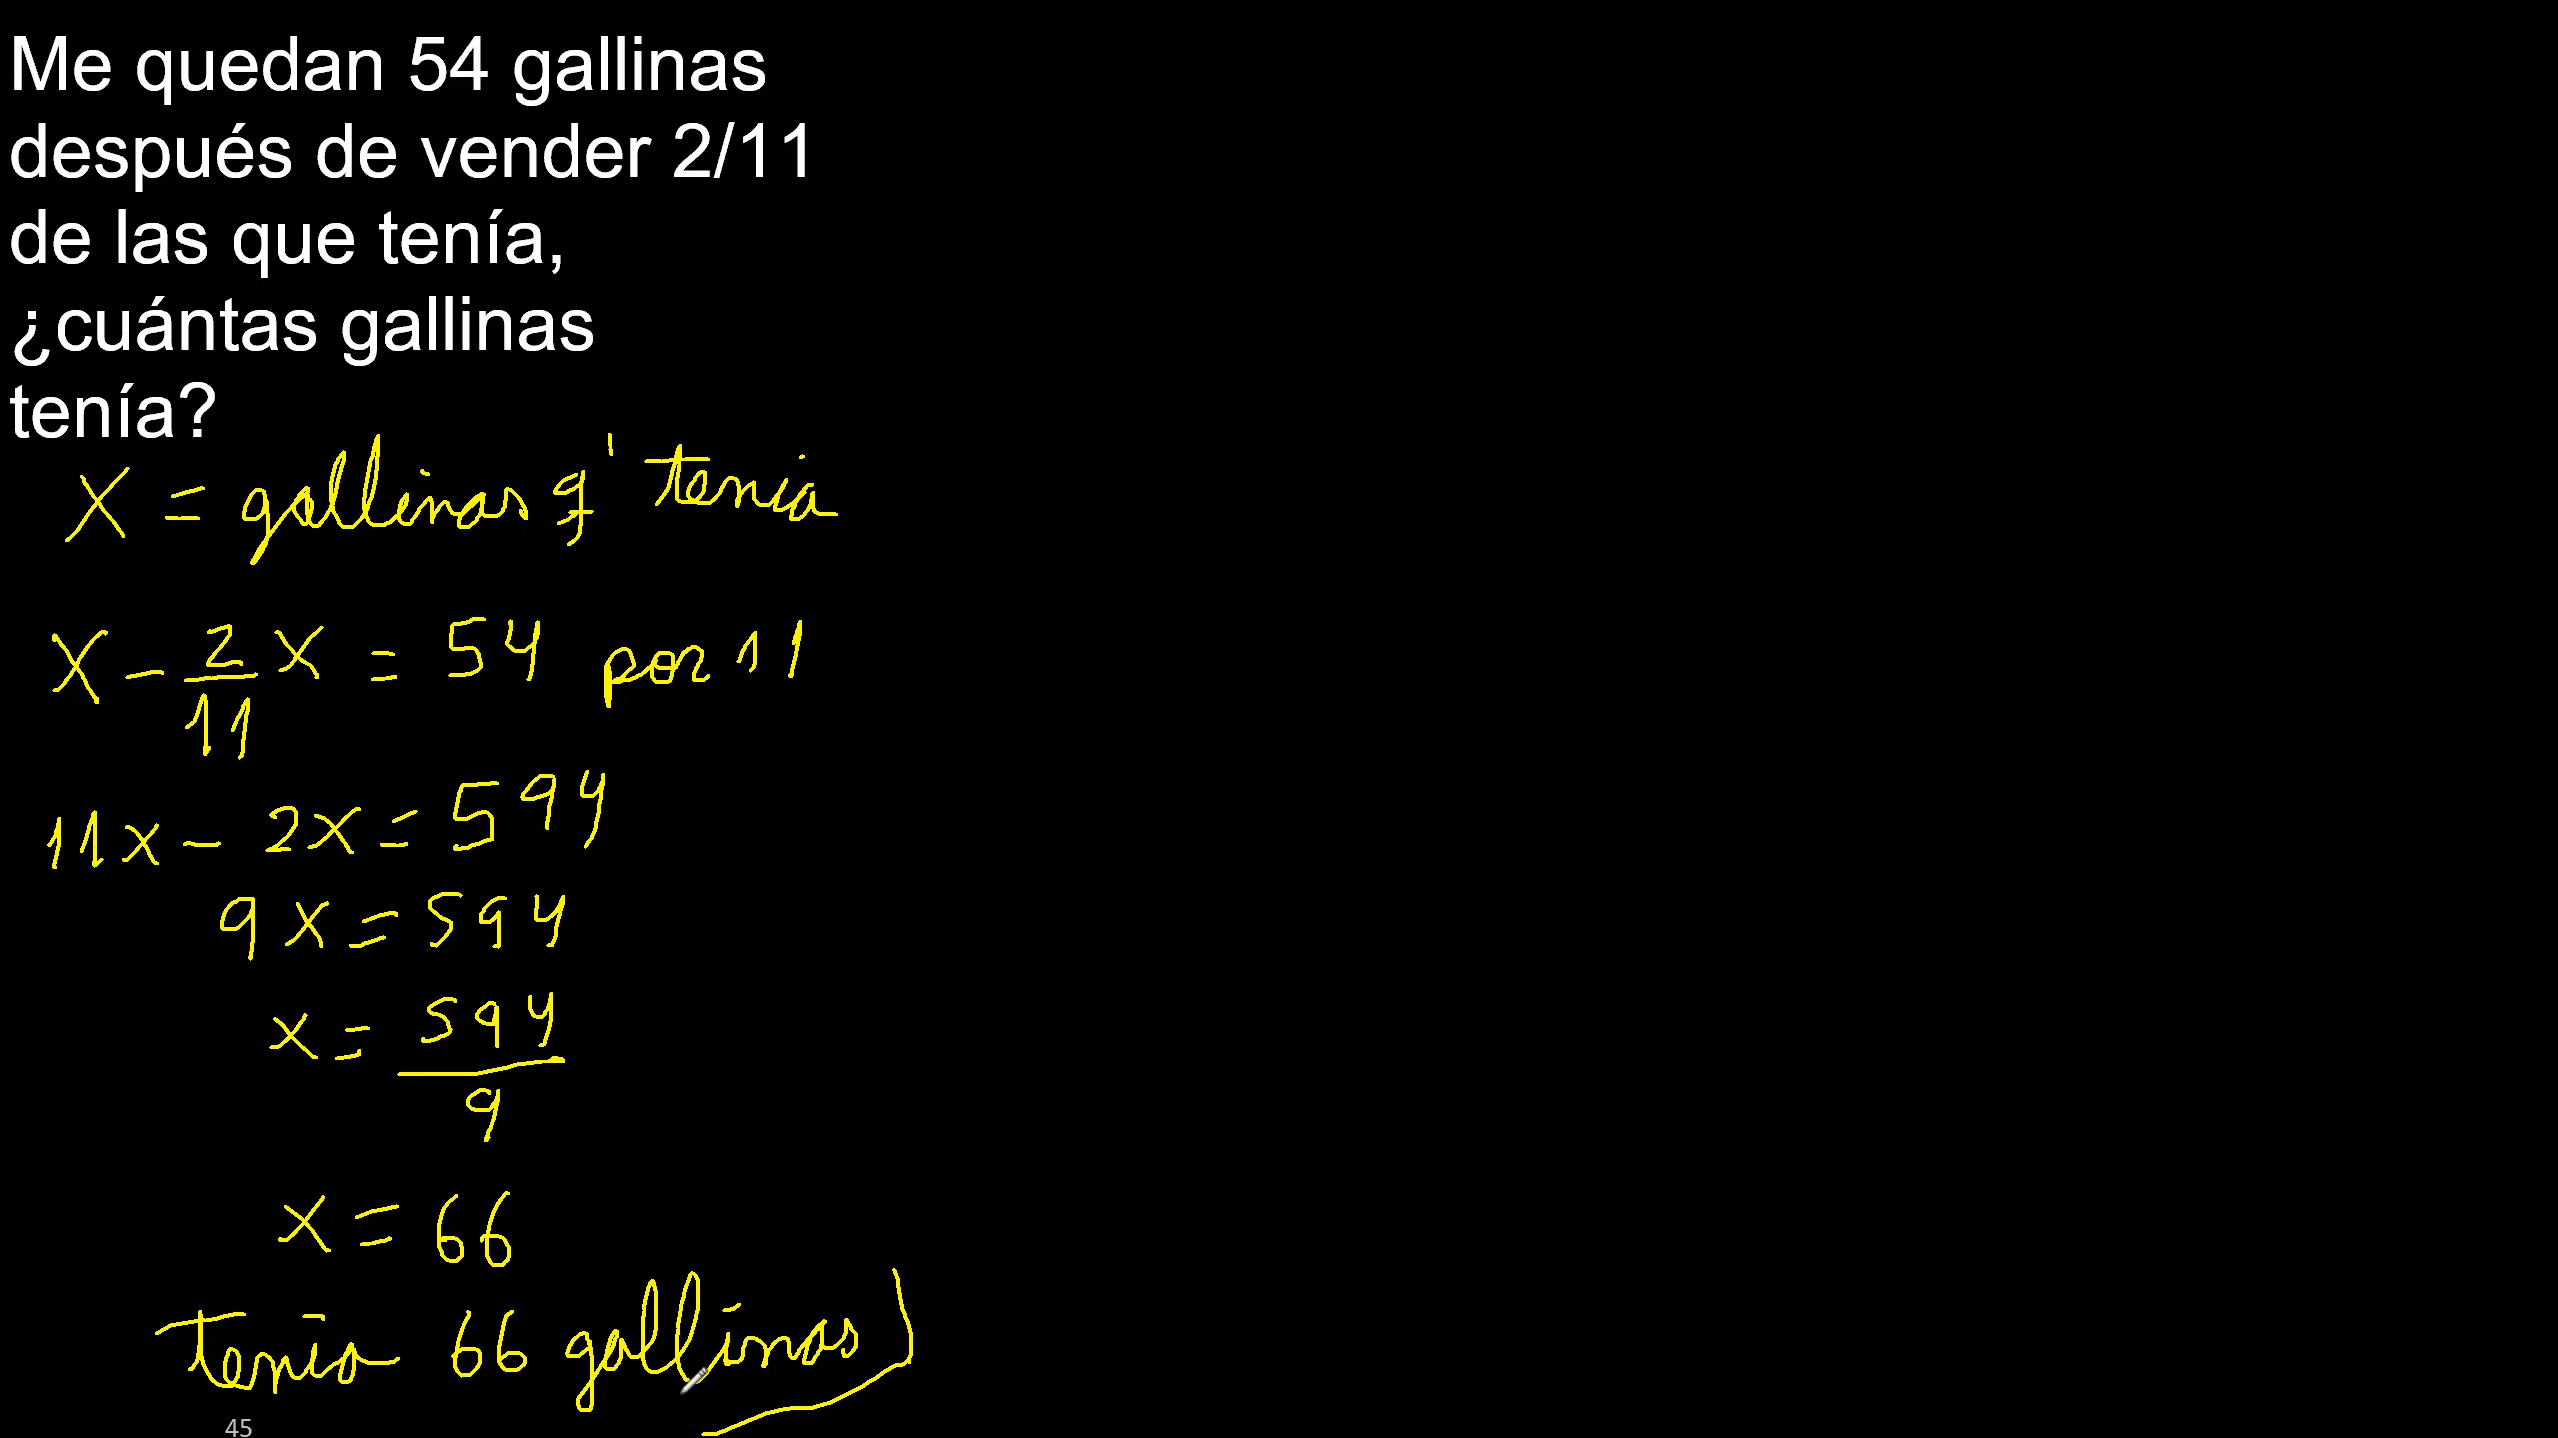 Me quedan 54 gallinas
después de vender 2/11
de las que tenía,
¿cuántas gallinas
tenía?
X = gallinas q' tenia
X - 2/11 X = 54 por 11
11x - 2x = 594
9x = 594
x = 594/9
x = 66
tenía 66 gallinas
45